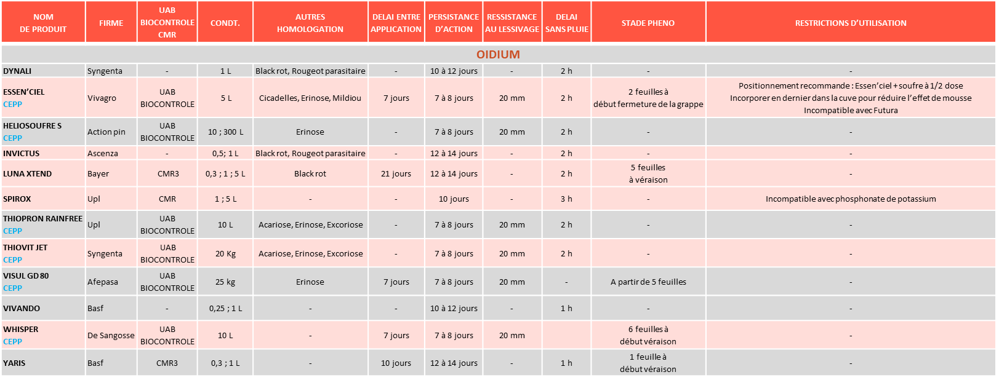 NOM DE PRODUIT | FIRME | UAB BIOCONTROLE CMR | CONDT. | AUTRES HOMOLOGATION | DELAI ENTRE APPLICATION | PERSISTANCE D'ACTION | RESSISTANCE AU LESSIVAGE | DELAI SANS PLUIE | STADE PHENO | RESTRICTIONS D'UTILISATION
OIDIUM
DYNALI | Syngenta | - | 1 L | Black rot, Rougeot parasitaire | - | 10 à 12 jours | - | 2 h | - | -
ESSEN'CIEL CEPP | Vivagro | UAB BIOCONTROLE | 5 L | Cicadelles, Erinose, Mildiou | 7 jours | 7 à 8 jours | 20 mm | 2 h | 2 feuilles à début fermeture de la grappe | Positionnement recommande : Essen'ciel + soufre à 1/2 dose Incorporer en dernier dans la cuve pour réduire l'effet de mousse Incompatible avec Futura
HELIOSOUFRE S CEPP | Action pin | UAB BIOCONTROLE | 10 ; 300 L | Erinose | - | 7 à 8 jours | 20 mm | 2 h | - | -
INVICTUS | Ascenza | - | 0,5; 1 L | Black rot, Rougeot parasitaire | - | 12 à 14 jours | - | 2 h | - | -
LUNA XTEND | Bayer | CMR3 | 0,3 ; 1 ; 5 L | Black rot | 21 jours | 12 à 14 jours | - | 2 h | 5 feuilles à véraison | -
SPIROX | Upl | CMR | 1 ; 5 L | - | - | 10 jours | - | 3 h | - | Incompatible avec phosphonate de potassium
THIOPRON RAINFREE CEPP | Upl | UAB BIOCONTROLE | 10 L | Acariose, Erinose, Excoriose | - | 7 à 8 jours | 20 mm | 2 h | - | -
THIOVIT JET CEPP | Syngenta | UAB BIOCONTROLE | 20 Kg | Acariose, Erinose, Excoriose | - | 7 à 8 jours | 20 mm | 2 h | - | -
VISUL GD 80 CEPP | Afepasa | UAB BIOCONTROLE | 25 kg | Erinose | 7 jours | 7 à 8 jours | 20 mm | - | A partir de 5 feuilles | -
VIVANDO | Basf | - | 0,25 ; 1 L | - | - | 10 à 12 jours | - | 1 h | - | -
WHISPER CEPP | De Sangosse | UAB BIOCONTROLE | 10 L | - | 7 jours | 7 à 8 jours | 20 mm | | 6 feuilles à début véraison | -
YARIS | Basf | CMR3 | 0,3 ; 1 L | - | 10 jours | 12 à 14 jours | - | 1 h | 1 feuille à début véraison | -